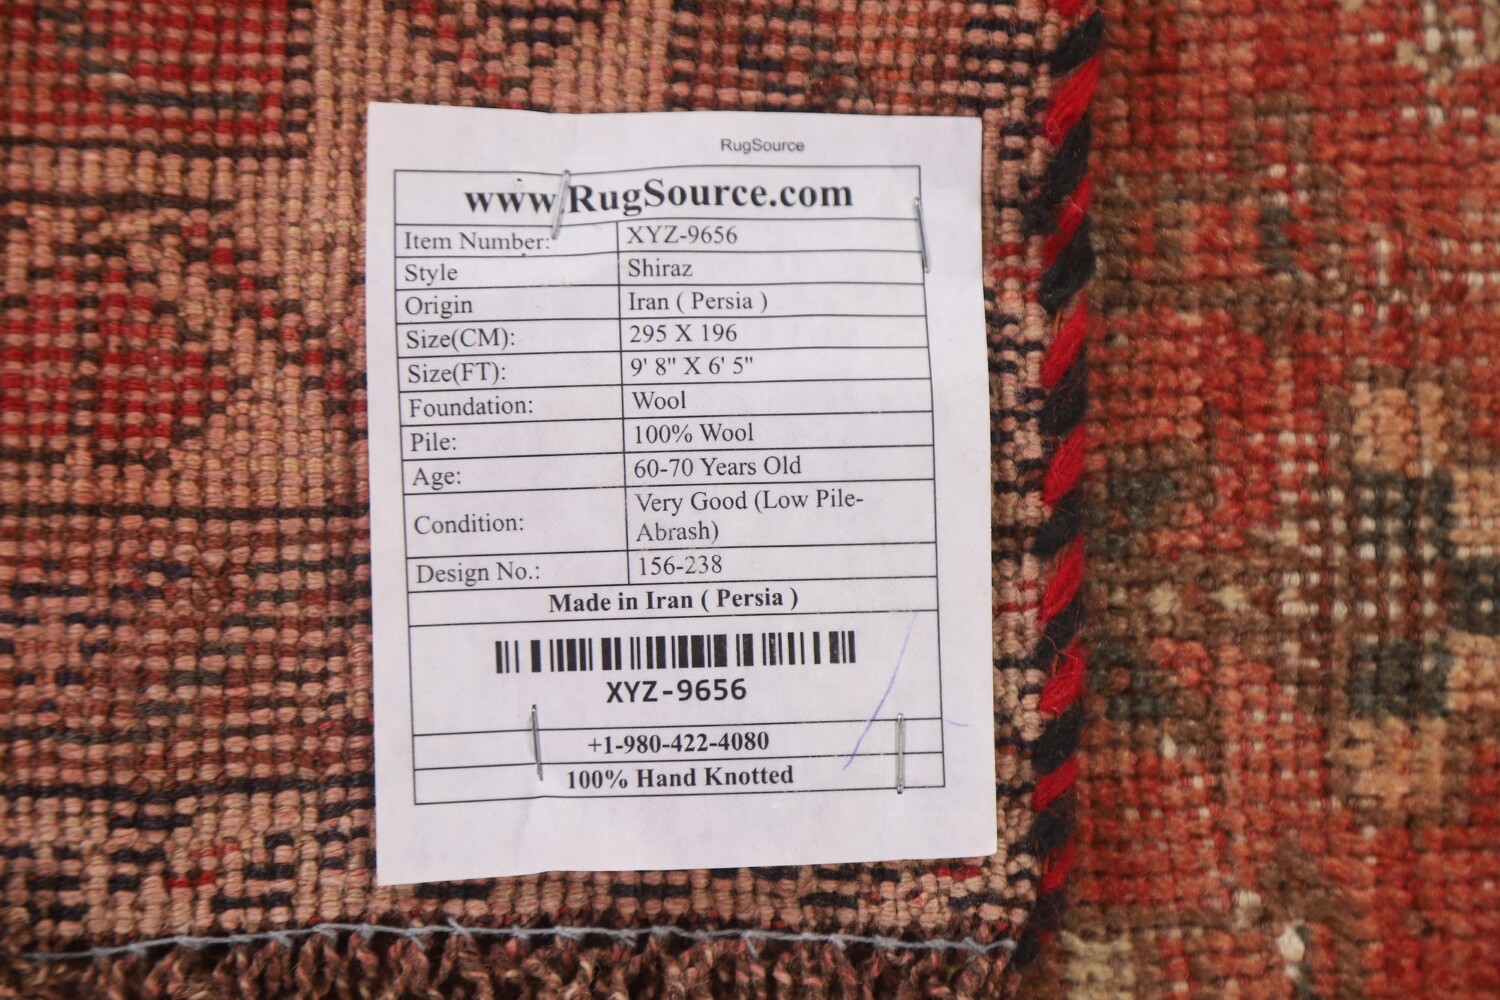 RugSource
www.RugSource.com
Item Number: XYZ-9656
Style Shiraz
Origin Iran ( Persia )
Size(CM): 295 X 196
Size(FT): 9' 8" X 6' 5"
Foundation: Wool
Pile: 100% Wool
Age: 60-70 Years Old
Condition: Very Good (Low Pile-
Abrash)
Design No.: 156-238
Made in Iran ( Persia )
XYZ-9656
+1-980-422-4080
100% Hand Knotted